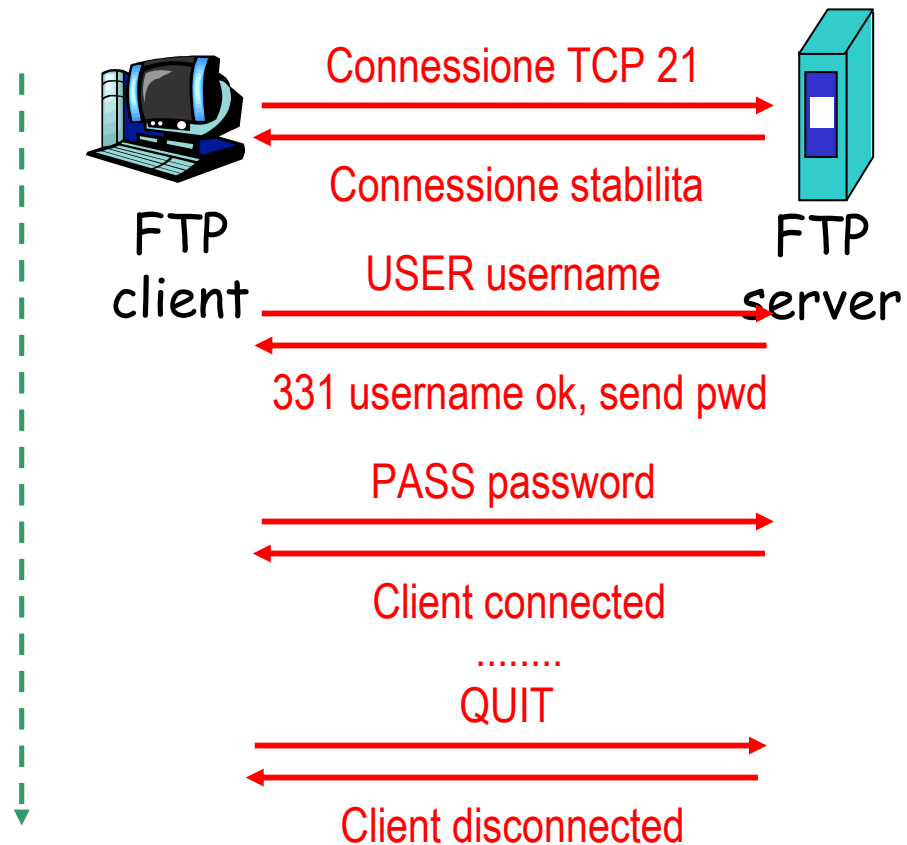 Connessione TCP 21
Connessione stabilita
FTP
client
FTP
server
USER username
331 username ok, send pwd
PASS password
Client connected
........
QUIT
Client disconnected